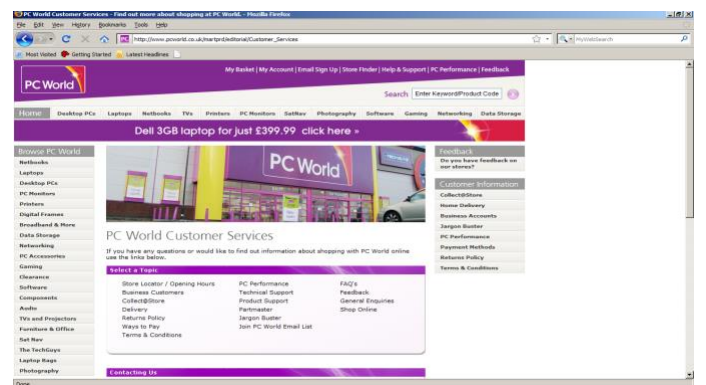 PC World Customer Services - Find out more about shopping at PC World. - Mozilla Firefox
File Edit View History Bookmarks Tools Help
http://www.pcworld.co.uk/martprd/editorial/Customer_Services
MyWebSearch
Most Visited Getting Started Latest Headlines
My Basket | My Account | Email Sign Up | Store Finder | Help & Support | PC Performance | Feedback
PC World
Search Enter Keyword/Product Code
Home Desktop PCs Laptops Netbooks TVs Printers PC Monitors SatNav Photography Software Gaming Networking Data Storage
Dell 3GB laptop for just £399.99 click here »
Browse PC World
Netbooks
Laptops
Desktop PCs
PC Monitors
Printers
Digital Frames
Broadband & More
Data Storage
Networking
PC Accessories
Gaming
Clearance
Software
Components
Audio
TVs and Projectors
Furniture & Office
Sat Nav
The TechGuys
Laptop Bags
Photography
PC World
PC World Customer Services
If you have any questions or would like to find out information about shopping with PC World online
use the links below.
Select a Topic
Store Locator / Opening Hours
Business Customers
Collect@Store
Delivery
Returns Policy
Ways to Pay
Terms & Conditions
PC Performance
Technical Support
Product Support
Partmaster
Jargon Buster
Join PC World Email List
FAQ's
Feedback
General Enquiries
Shop Online
Contacting Us
Feedback
Do you have feedback on
our stores?
Customer Information
Collect@Store
Home Delivery
Business Accounts
Jargon Buster
PC Performance
Payment Methods
Returns Policy
Terms & Conditions
Done